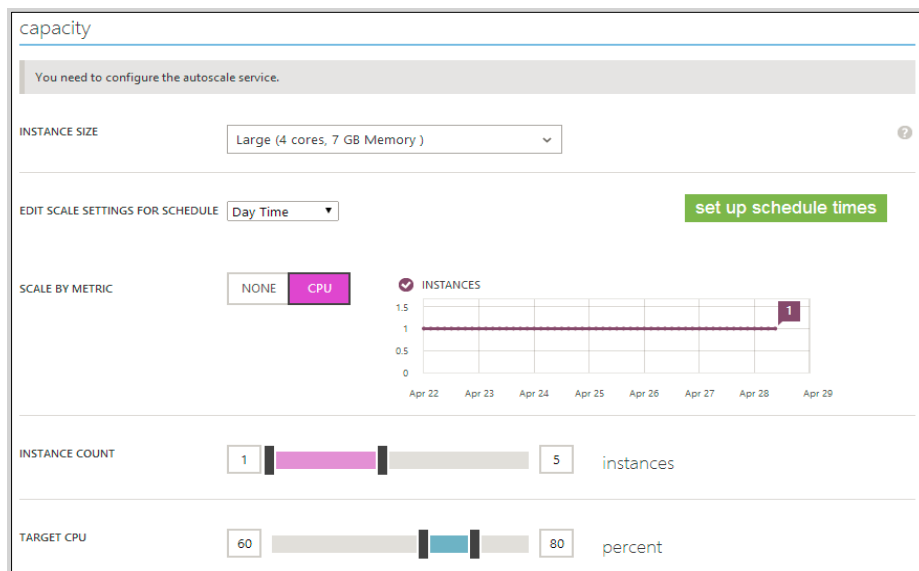 capacity
You need to configure the autoscale service.
INSTANCE SIZE
Large (4 cores, 7 GB Memory )
?
EDIT SCALE SETTINGS FOR SCHEDULE
Day Time
set up schedule times
SCALE BY METRIC
NONE
CPU
INSTANCES
1.5
1
0.5
0
1
Apr 22
Apr 23
Apr 24
Apr 25
Apr 26
Apr 27
Apr 28
Apr 29
INSTANCE COUNT
1
5
instances
TARGET CPU
60
80
percent